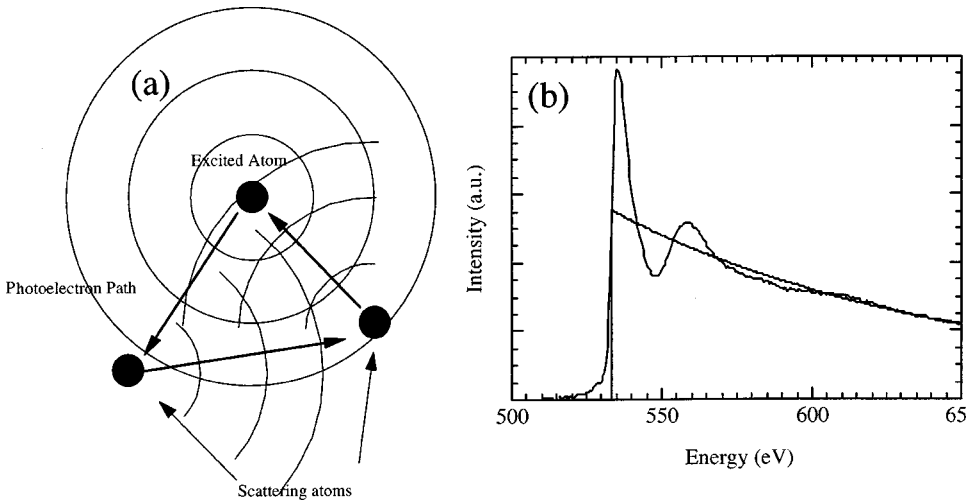 (a)
Excited Atom
Photoelectron Path
Scattering atoms
(b)
Intensity (a.u.)
500
550
600
65
Energy (eV)